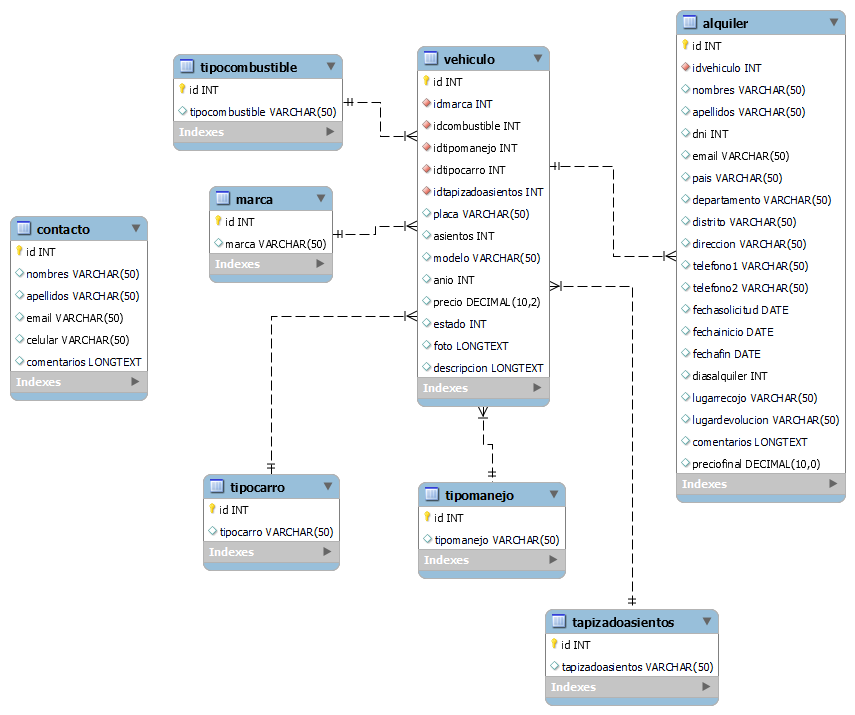 tipocombustible
id INT
tipocombustible VARCHAR(50)
Indexes
marca
id INT
marca VARCHAR(50)
Indexes
contacto
id INT
nombres VARCHAR(50)
apellidos VARCHAR(50)
email VARCHAR(50)
celular VARCHAR(50)
comentarios LONGTEXT
Indexes
vehiculo
id INT
idmarca INT
idcombustible INT
idtipomanejo INT
idtipocarro INT
idtapizadoasientos INT
placa VARCHAR(50)
asientos INT
modelo VARCHAR(50)
anio INT
precio DECIMAL(10,2)
estado INT
foto LONGTEXT
descripcion LONGTEXT
Indexes
alquiler
id INT
idvehiculo INT
nombres VARCHAR(50)
apellidos VARCHAR(50)
dni INT
email VARCHAR(50)
pais VARCHAR(50)
departamento VARCHAR(50)
distrito VARCHAR(50)
direccion VARCHAR(50)
telefono1 VARCHAR(50)
telefono2 VARCHAR(50)
fechasolicitud DATE
fechainicio DATE
fechafin DATE
diasalquiler INT
lugarrecojo VARCHAR(50)
lugardevolucion VARCHAR(50)
comentarios LONGTEXT
preciofinal DECIMAL(10,0)
Indexes
tipocarro
id INT
tipocarro VARCHAR(50)
Indexes
tipomanejo
id INT
tipomanejo VARCHAR(50)
Indexes
tapizadoasientos
id INT
tapizadoasientos VARCHAR(50)
Indexes